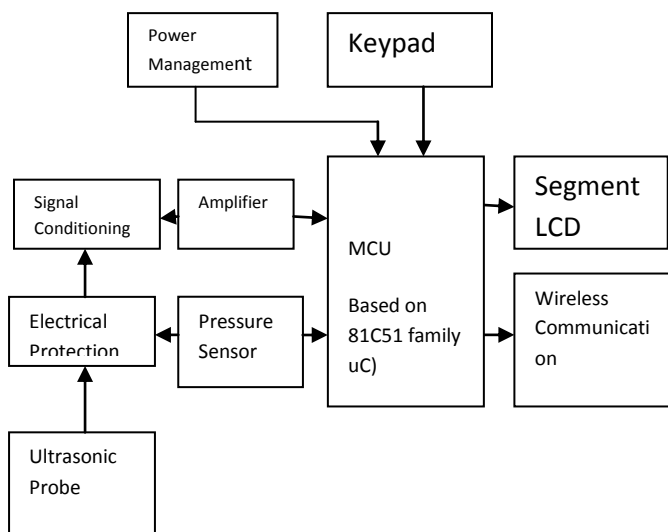 Power
Management
Keypad
Signal
Conditioning
Amplifier
MCU
Based on
81C51 family
uC)
Segment
LCD
Electrical
Protection
Pressure
Sensor
Wireless
Communicati
on
Ultrasonic
Probe